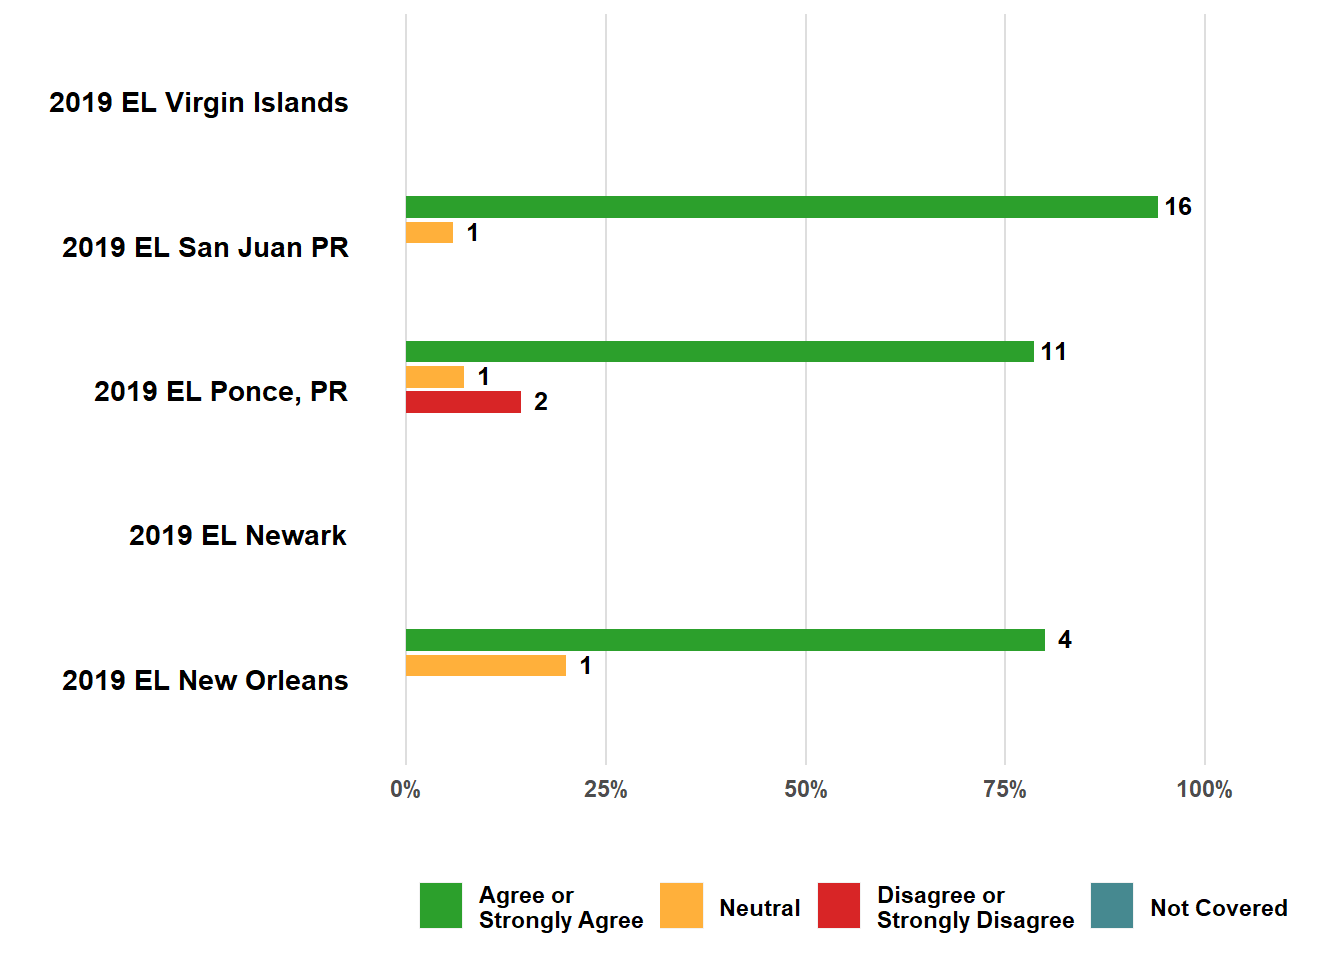 2019 EL Virgin Islands
16
1
2019 EL San Juan PR
11
1
2019 EL Ponce, PR
2
2019 EL Newark
4
1
2019 EL New Orleans
0% 25% 50% 75% 100%
Agree or
Strongly Agree
Neutral
Disagree or
Strongly Disagree
Not Covered